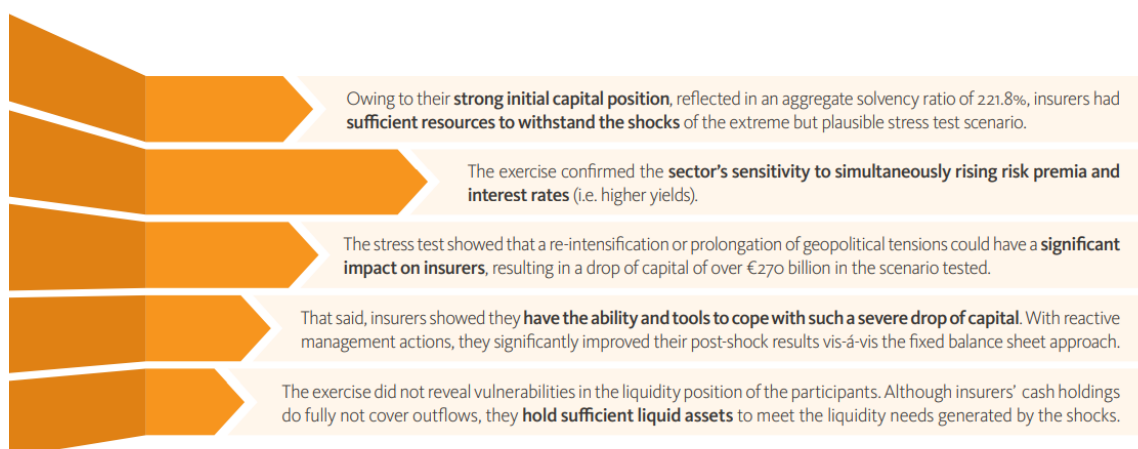 Owing to their strong initial capital position, reflected in an aggregate solvency ratio of 221.8%, insurers had
sufficient resources to withstand the shocks of the extreme but plausible stress test scenario.
The exercise confirmed the sector's sensitivity to simultaneously rising risk premia and
interest rates (i.e. higher yields).
The stress test showed that a re-intensification or prolongation of geopolitical tensions could have a significant
impact on insurers, resulting in a drop of capital of over €270 billion in the scenario tested.
That said, insurers showed they have the ability and tools to cope with such a severe drop of capital. With reactive
management actions, they significantly improved their post-shock results vis-á-vis the fixed balance sheet approach.
The exercise did not reveal vulnerabilities in the liquidity position of the participants. Although insurers' cash holdings
do fully not cover outflows, they hold sufficient liquid assets to meet the liquidity needs generated by the shocks.